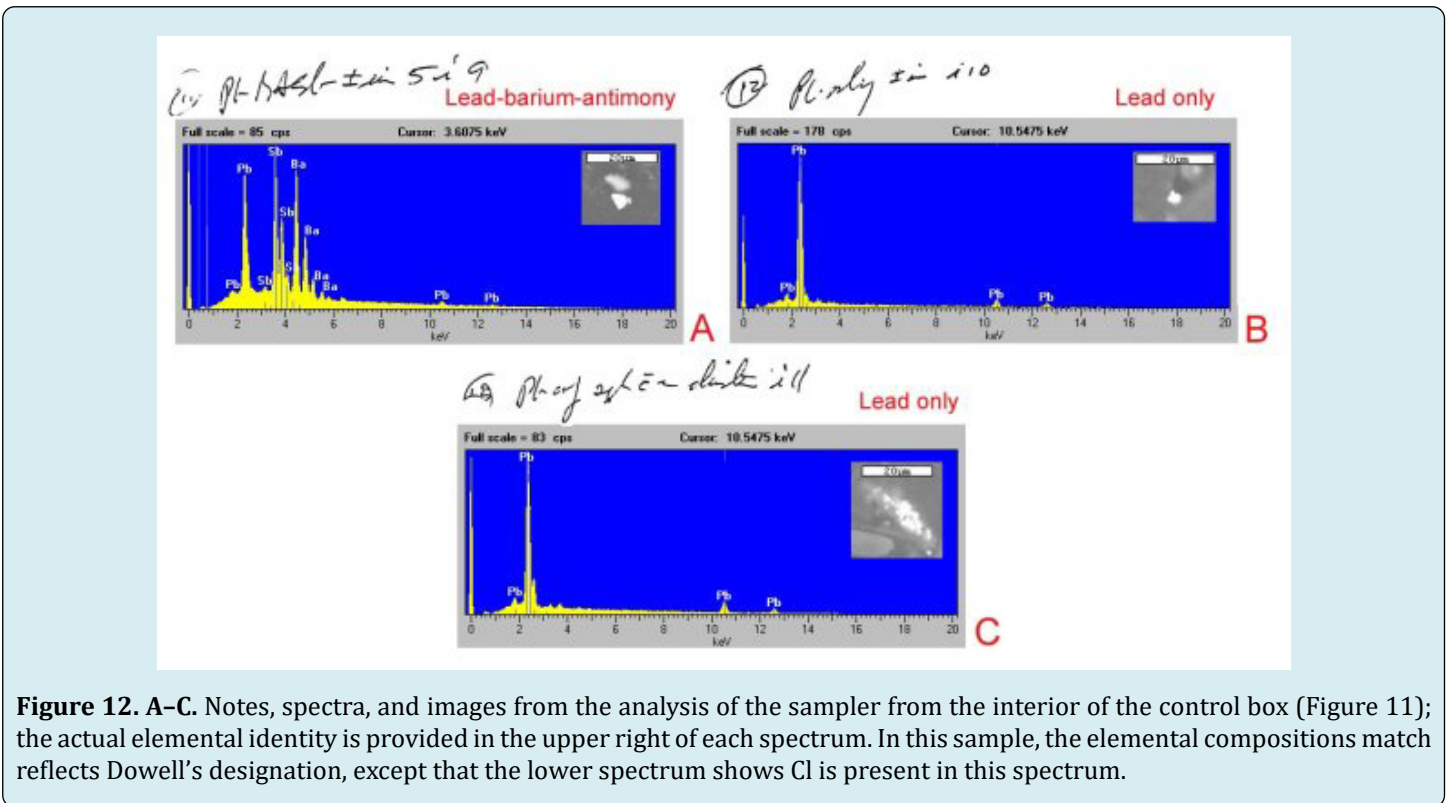 Lead-barium-antimony
Full scale = 85 cps Cursor: 3.6075 keV
20µm
Sb
Pb
Ba
Sb
Ba
S
Pb
Sb
Ba
Ba
Pb
Pb
0 2 4 6 8 10 12 14 16 18 20
keV
A
Lead only
Full scale = 178 cps Cursor: 10.5475 keV
20µm
Pb
Pb
Pb
Pb
0 2 4 6 8 10 12 14 16 18 20
keV
B
Lead only
Full scale = 83 cps Cursor: 10.5475 keV
20µm
Pb
Pb
Pb
Pb
0 2 4 6 8 10 12 14 16 18 20
keV
C
Figure 12. A–C. Notes, spectra, and images from the analysis of the sampler from the interior of the control box (Figure 11);
the actual elemental identity is provided in the upper right of each spectrum. In this sample, the elemental compositions match
reflects Dowell’s designation, except that the lower spectrum shows Cl is present in this spectrum.